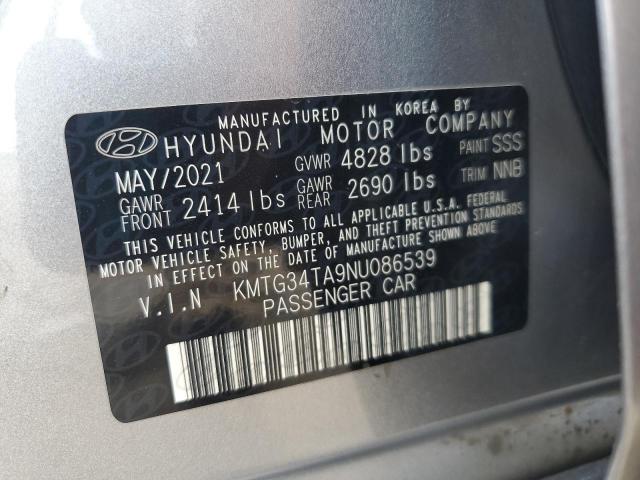 MANUFACTURED IN KOREA BY
HYUNDAI MOTOR COMPANY
MAY/2021 GVWR 4828 lbs PAINT SSS
GAWR FRONT 2414 lbs GAWR REAR 2690 lbs TRIM NNB
THIS VEHICLE CONFORMS TO ALL APPLICABLE U.S.A. FEDERAL
MOTOR VEHICLE SAFETY, BUMPER, AND THEFT PREVENTION STANDARDS
IN EFFECT ON THE DATE OF MANUFACTURE SHOWN ABOVE.
V.I.N KMTG34TA9NU086539
PASSENGER CAR